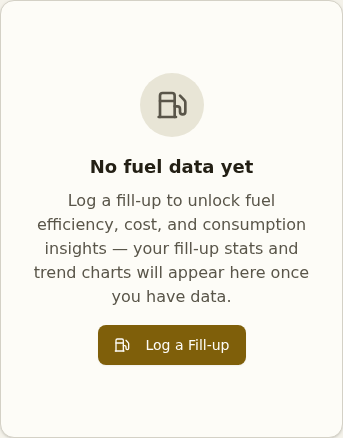 No fuel data yet
Log a fill-up to unlock fuel
efficiency, cost, and consumption
insights — your fill-up stats and
trend charts will appear here once
you have data.
Log a Fill-up